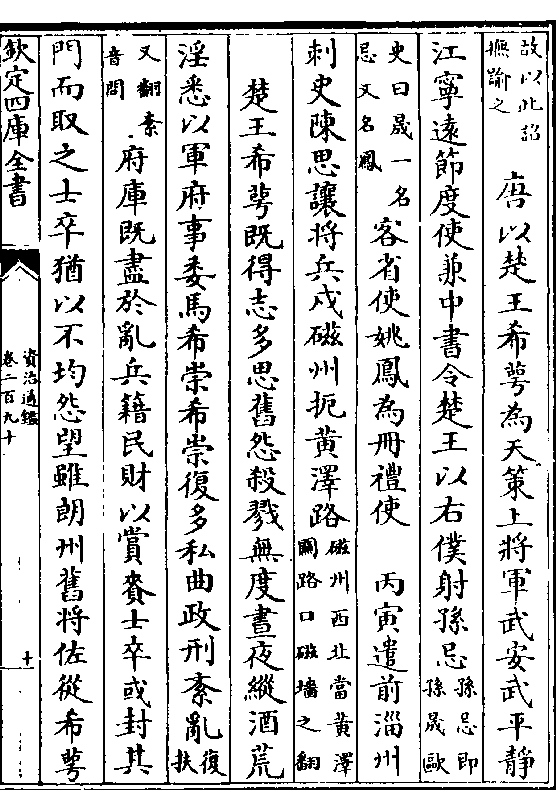 故以此詔
撫諭之
唐以楚王希萼為天策上將軍武安武平靜
江寧遠節度使兼中書令楚王以右僕射孫忌
孫忌即
孫晟歐
史曰晟一名
忌又名鳳
客省使姚鳳為冊禮使
丙寅遣前淄州
刺史陳思讓將兵戍磁州扼黄澤路
磁州西北當黄澤
關路口磁墻之翻
楚王希萼既得志多思舊怨殺戮無度晝夜縱酒荒
淫悉以軍府事委馬希崇希崇復多私曲政刑紊亂
復
扶
又翻紊
音問
府庫既盡於亂兵籍民財以賞賚士卒或封其
門而取之士卒猶以不均怨望雖朗州舊將佐從希萼
欽定四庫全書
資治通鑑
卷二百九十
十